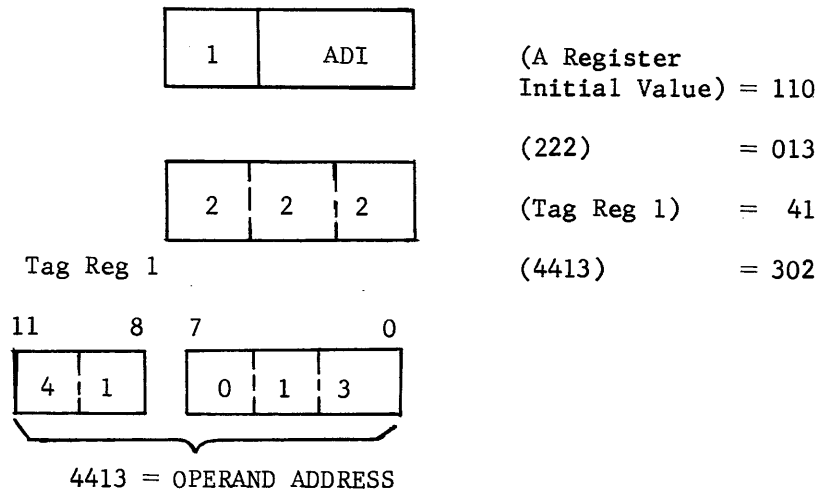 1 ADI
(A Register
Initial Value) = 110
(222) = 013
2 2 2
(Tag Reg 1) = 41
Tag Reg 1
(4413) = 302
11 8 7 0
4 1 0 1 3
4413 = OPERAND ADDRESS